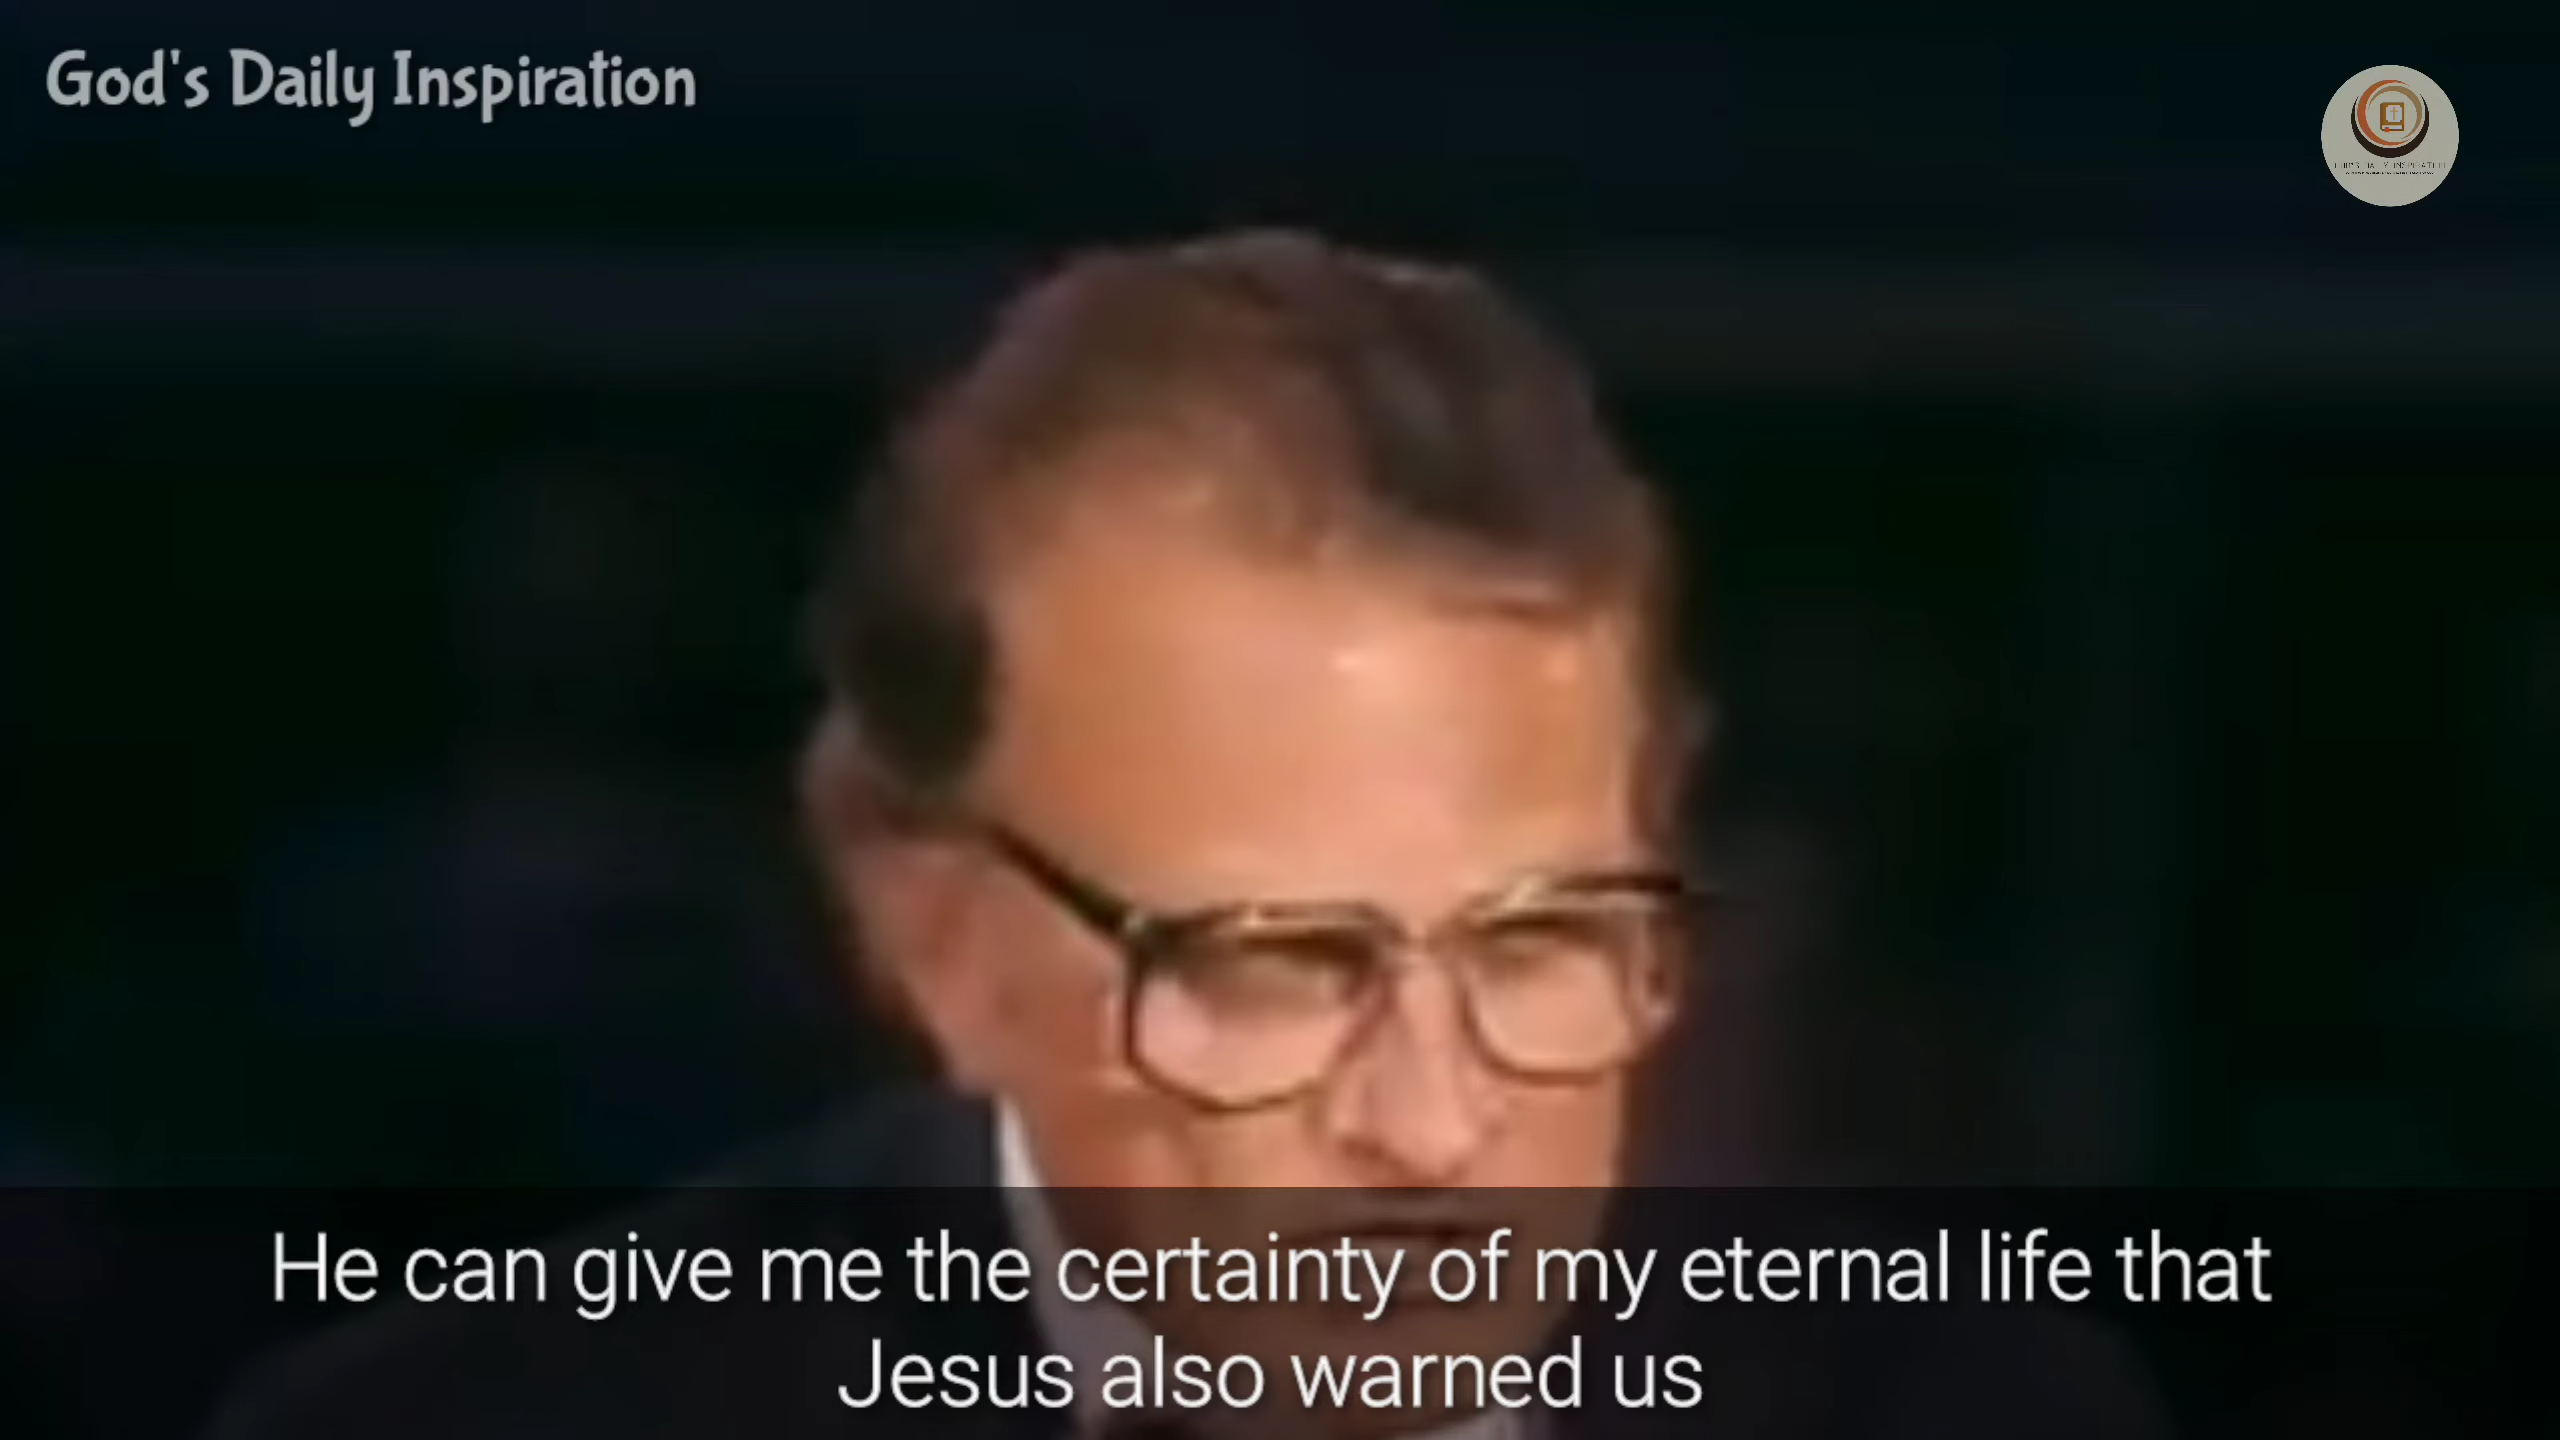 God's Daily Inspiration
He can give me the certainty of my eternal life that
Jesus also warned us